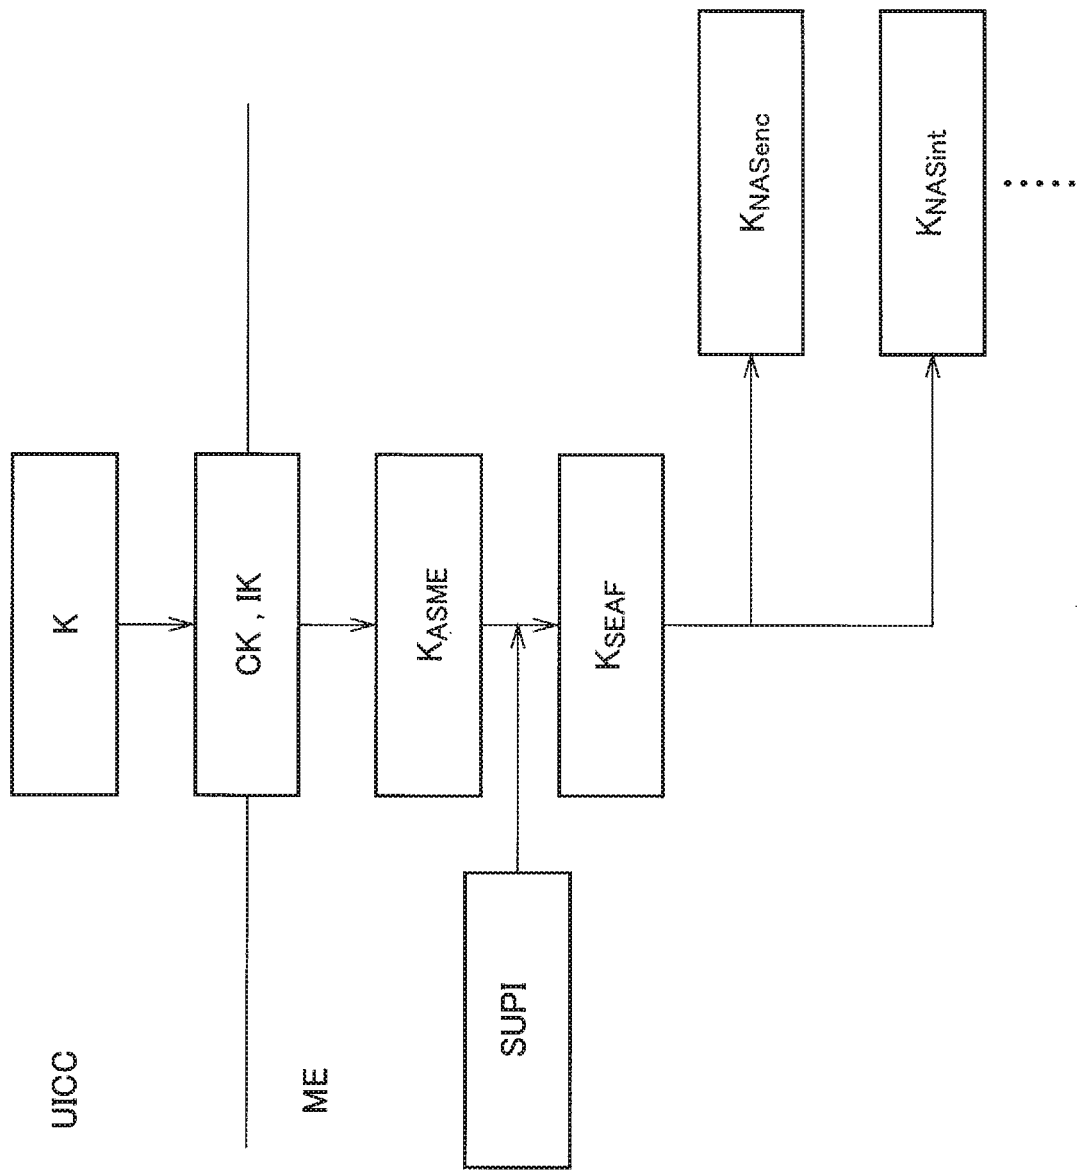 UICC
K
CK , IK
ME
KASME
SUPI
KSEAF
KNASenc
KNASint